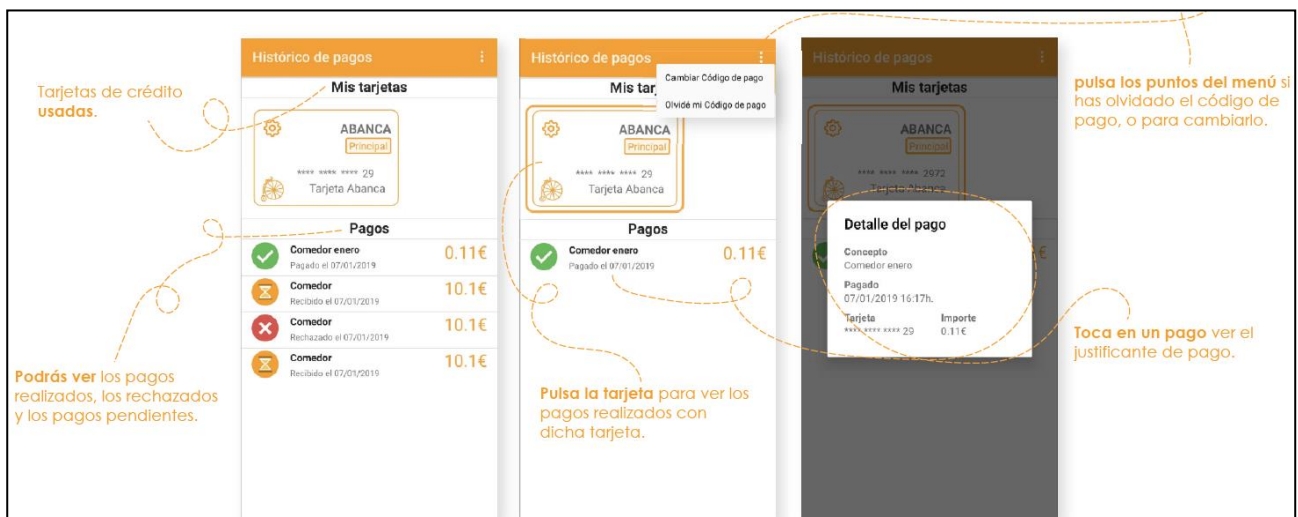 Tarjetas de crédito
usadas.
Podrás ver los pagos
realizados, los rechazados
y los pagos pendientes.
Histórico de pagos
Mis tarjetas
ABANCA
Principal
**** **** **** 29
Tarjeta Abanca
Pagos
Comedor enero
Pagado el 07/01/2019
0.11€
Comedor
Recibido el 07/01/2019
10.1€
Comedor
Rechazado el 07/01/2019
10.1€
Comedor
Recibido el 07/01/2019
10.1€
Histórico de pagos
Cambiar Código de pago
Olvidé mi Código de pago
Mis tar
ABANCA
Principal
**** **** **** 29
Tarjeta Abanca
Pagos
Comedor enero
Pagado el 07/01/2019
0.11€
Pulsa la tarjeta para ver los
pagos realizados con
dicha tarjeta.
Histórico de pagos
Mis tarjetas
ABANCA
Principal
**** **** **** 2972
Tarjeta Abanca
€
Detalle del pago
Concepto
Comedor enero
Pagado
07/01/2019 16:17h.
Tarjeta Importe
**** **** **** 29 0.11€
pulsa los puntos del menú si
has olvidado el código de
pago, o para cambiarlo.
Toca en un pago ver el
justificante de pago.